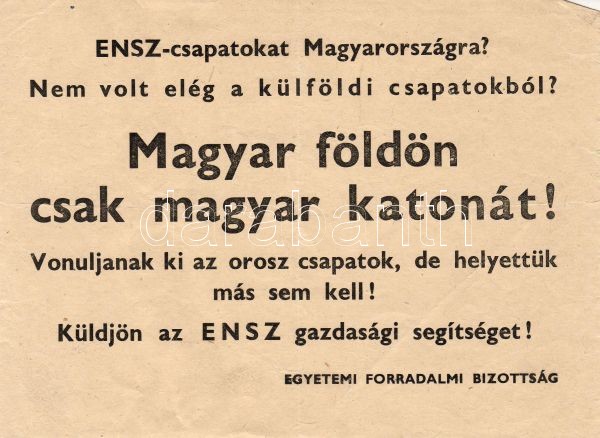 ENSZ-csapatokat Magyarországra?
Nem volt elég a külföldi csapatokból?
Magyar földön
csak magyar katonát!
darabanth
Vonuljanak ki az orosz csapatok, de helyettük
más sem kell!
Küldjön az ENSZ gazdasági segítséget!
EGYETEMI FORRADALMI BIZOTTSÁG